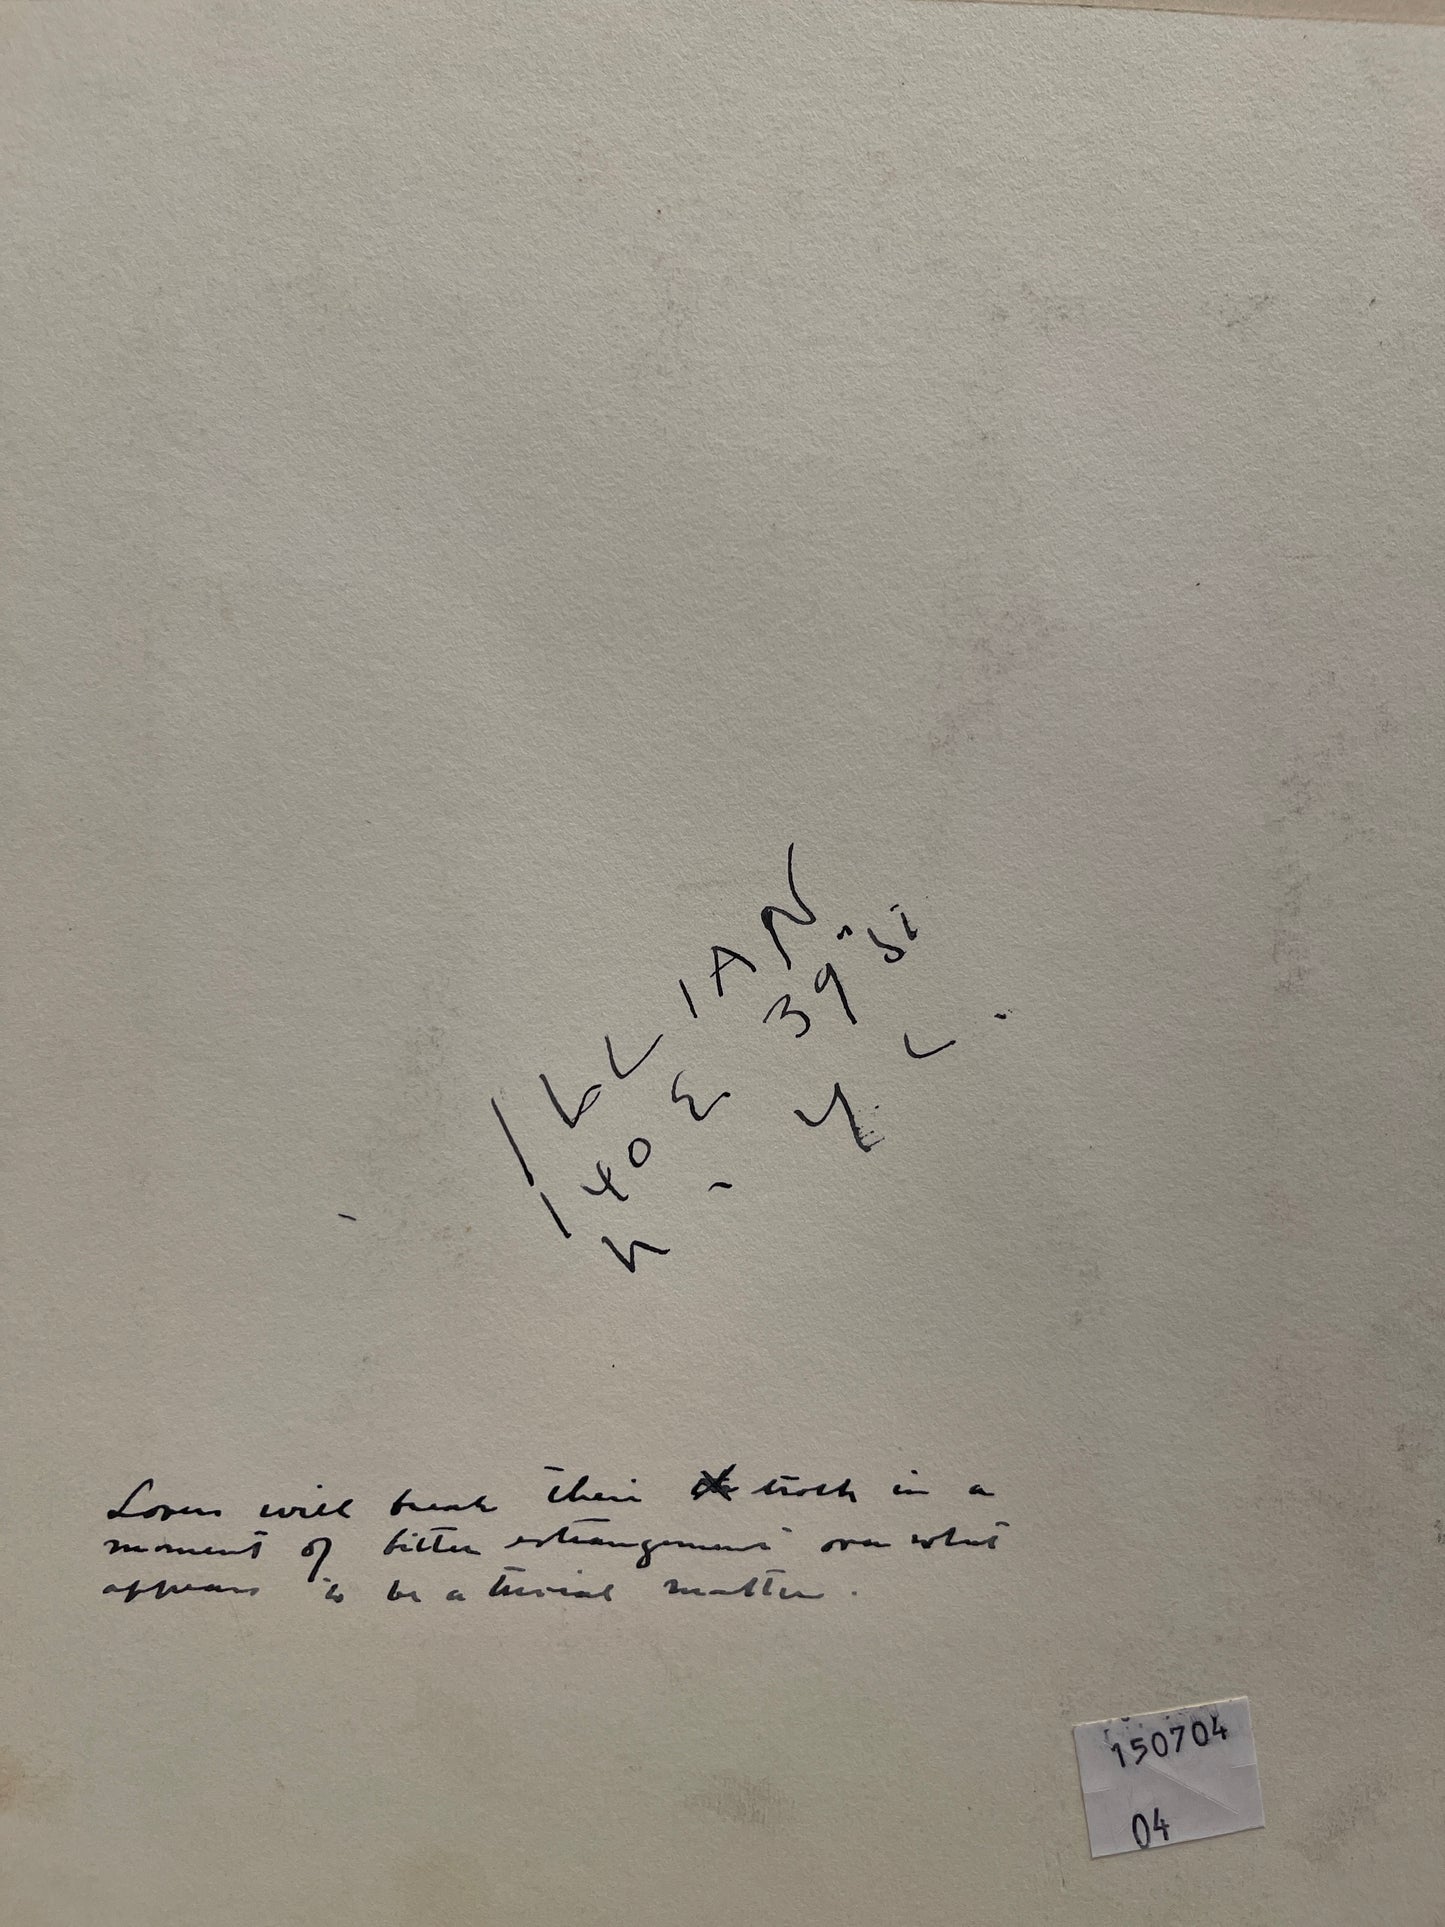 KILLIAN
140 E 39 ST
N.Y.C.
Lovers will break their troth in a
moment of bitter estrangement over what
appears to be a trivial matter.
150704
04